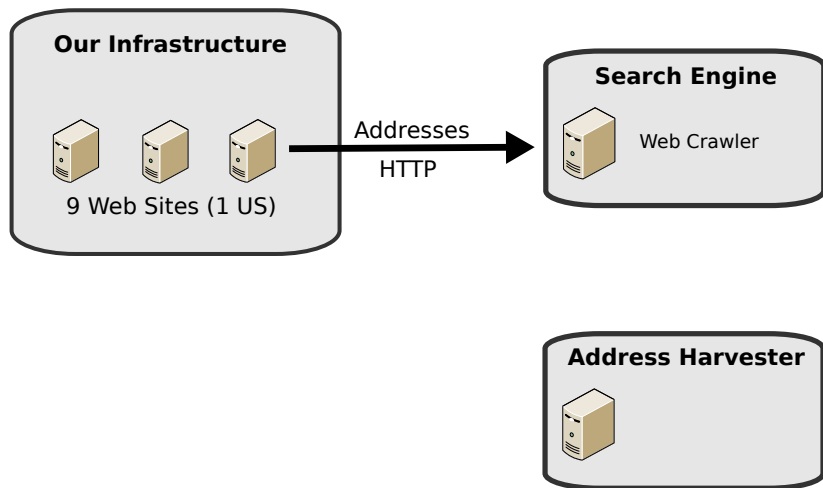 Our Infrastructure
9 Web Sites (1 US)
Addresses
HTTP
Search Engine
Web Crawler
Address Harvester